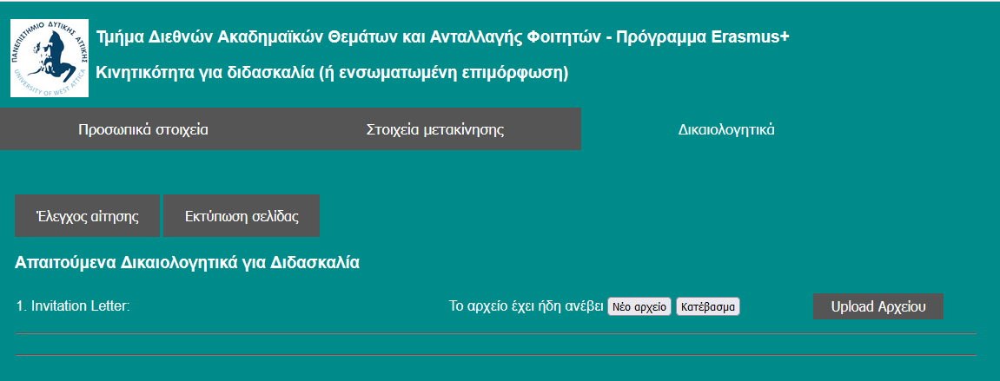 ΠΑΝΕΠΙΣΤΗΜΙΟ ΔΥΤΙΚΗΣ ΑΤΤΙΚΗΣ
UNIVERSITY OF WEST ATTICA
Τμήμα Διεθνών Ακαδημαϊκών Θεμάτων και Ανταλλαγής Φοιτητών - Πρόγραμμα Erasmus+
Κινητικότητα για διδασκαλία (ή ενσωματωμένη επιμόρφωση)
Προσωπικά στοιχεία Στοιχεία μετακίνησης Δικαιολογητικά
Έλεγχος αίτησης Εκτύπωση σελίδας
Απαιτούμενα Δικαιολογητικά για Διδασκαλία
1. Invitation Letter: Το αρχείο έχει ήδη ανέβει Νέο αρχείο Κατέβασμα Upload Αρχείου